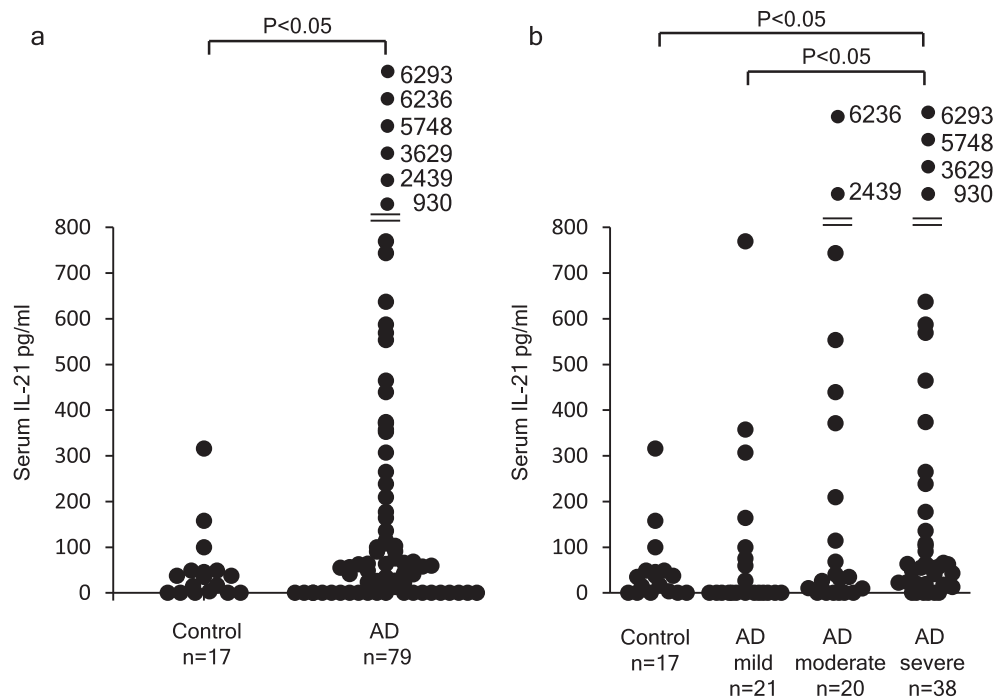 a
P<0.05
6293
6236
5748
3629
2439
930
800
700
600
500
400
300
200
100
0
Serum IL-21 pg/ml
Control
n=17
AD
n=79
b
P<0.05
P<0.05
6236
2439
6293
5748
3629
930
800
700
600
500
400
300
200
100
0
Serum IL-21 pg/ml
Control
n=17
AD
mild
n=21
AD
moderate
n=20
AD
severe
n=38